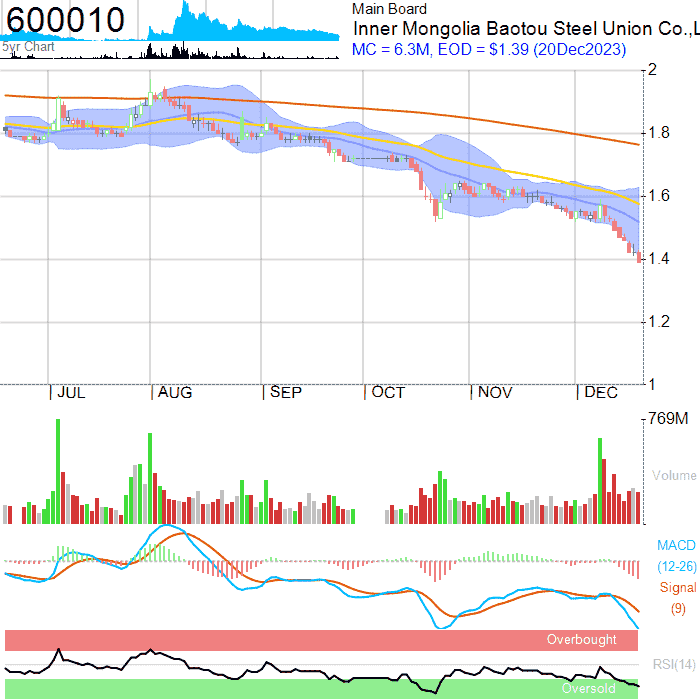 600010
5yr Chart
Main Board
Inner Mongolia Baotou Steel Union Co.,L
MC = 6.3M, EOD = $1.39 (20Dec2023)
2
1.8
1.6
1.4
1.2
1
JUL AUG SEP OCT NOV DEC
769M
Volume
MACD
(12-26)
Signal
(9)
Overbought
RSI(14)
Oversold